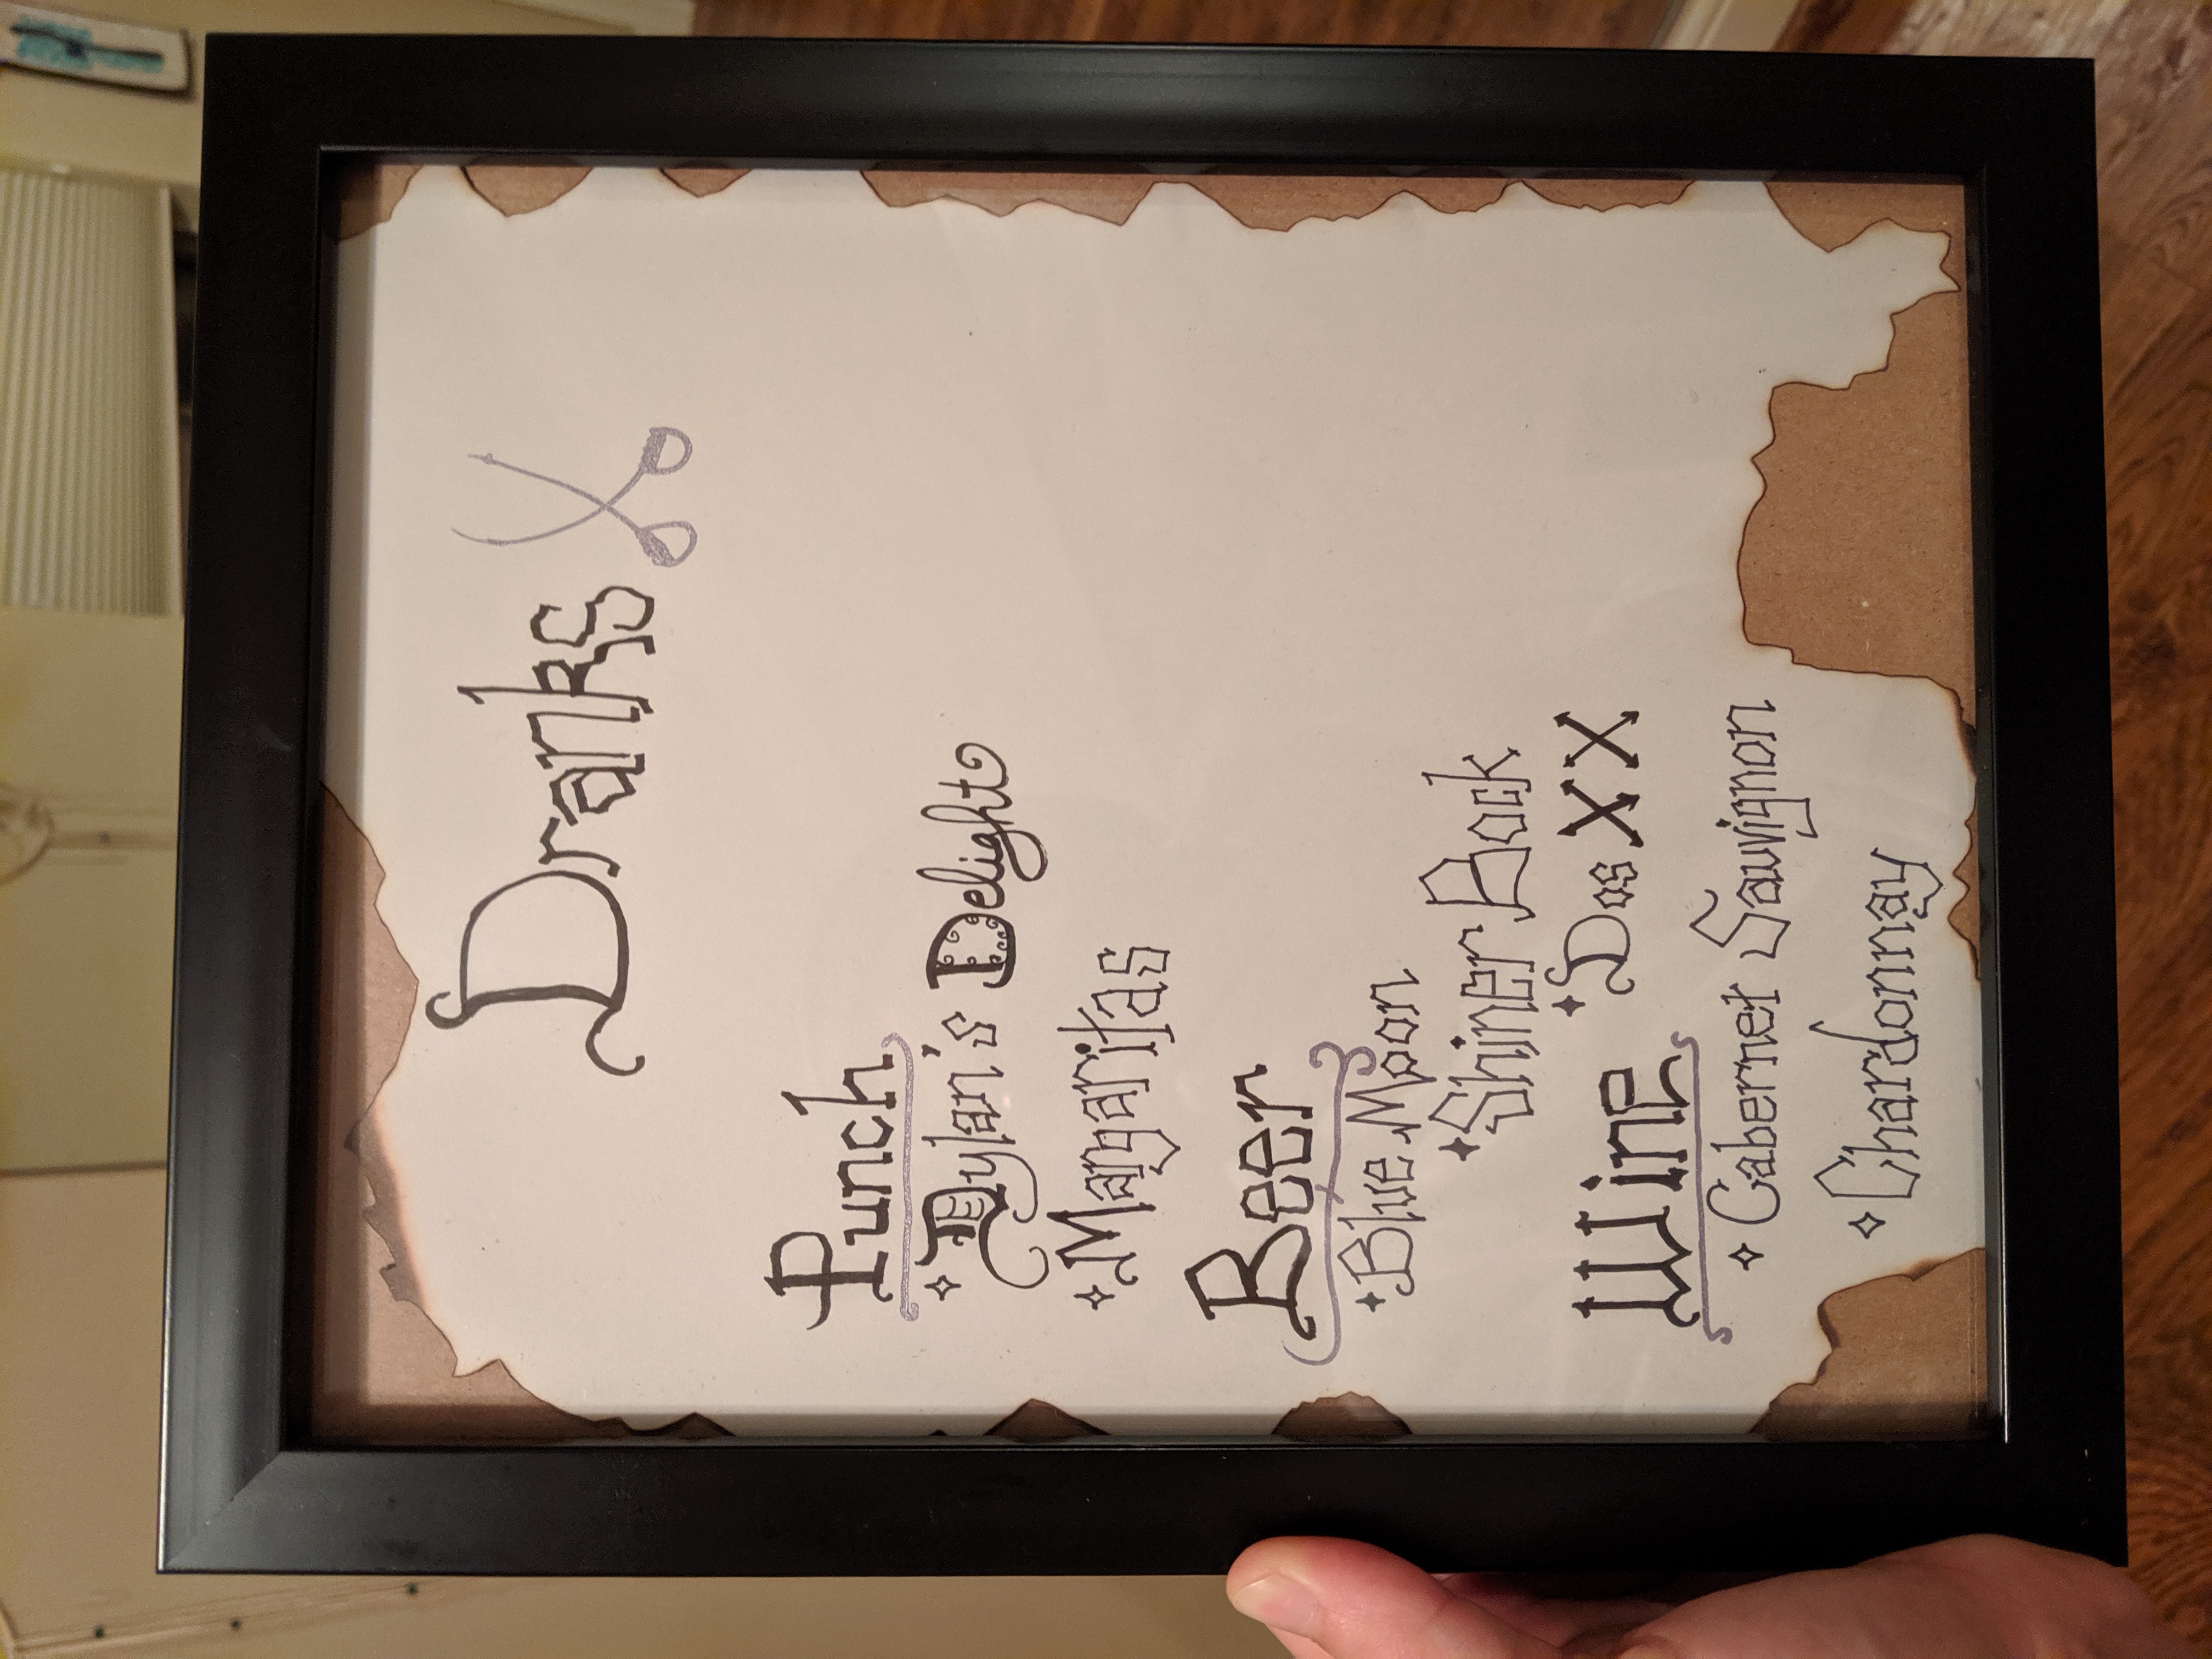 Dranks
Punch
Dylan's Delight
Margaritas
Beer
Blue Moon
Shiner Bock
Dos XX
Wine
Cabernet Sauvignon
Chardonnay